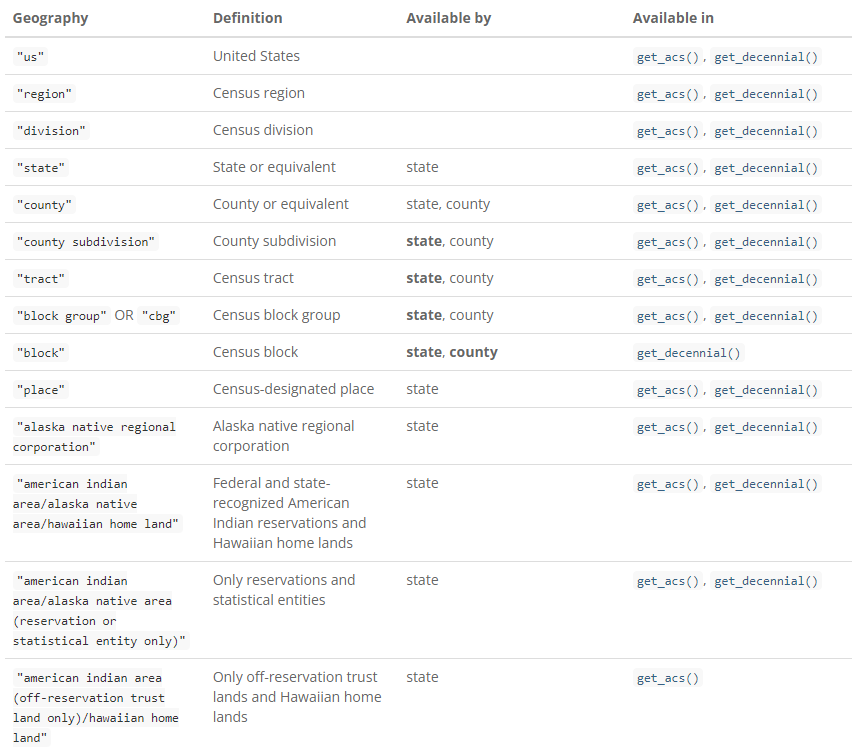 Geography Definition Available by Available in
"us" United States get_acs(), get_decennial()
"region" Census region get_acs(), get_decennial()
"division" Census division get_acs(), get_decennial()
"state" State or equivalent state get_acs(), get_decennial()
"county" County or equivalent state, county get_acs(), get_decennial()
"county subdivision" County subdivision state, county get_acs(), get_decennial()
"tract" Census tract state, county get_acs(), get_decennial()
"block group" OR "cbg" Census block group state, county get_acs(), get_decennial()
"block" Census block state, county get_decennial()
"place" Census-designated place state get_acs(), get_decennial()
"alaska native regional Alaska native regional state get_acs(), get_decennial()
corporation" corporation
"american indian Federal and state- state get_acs(), get_decennial()
area/alaska native recognized American
area/hawaiian home land" Indian reservations and
Hawaiian home lands
"american indian Only reservations and state get_acs(), get_decennial()
area/alaska native area statistical entities
(reservation or
statistical entity only)"
"american indian area Only off-reservation trust state get_acs()
(off-reservation trust lands and Hawaiian home
land only)/hawaiian home lands
land"